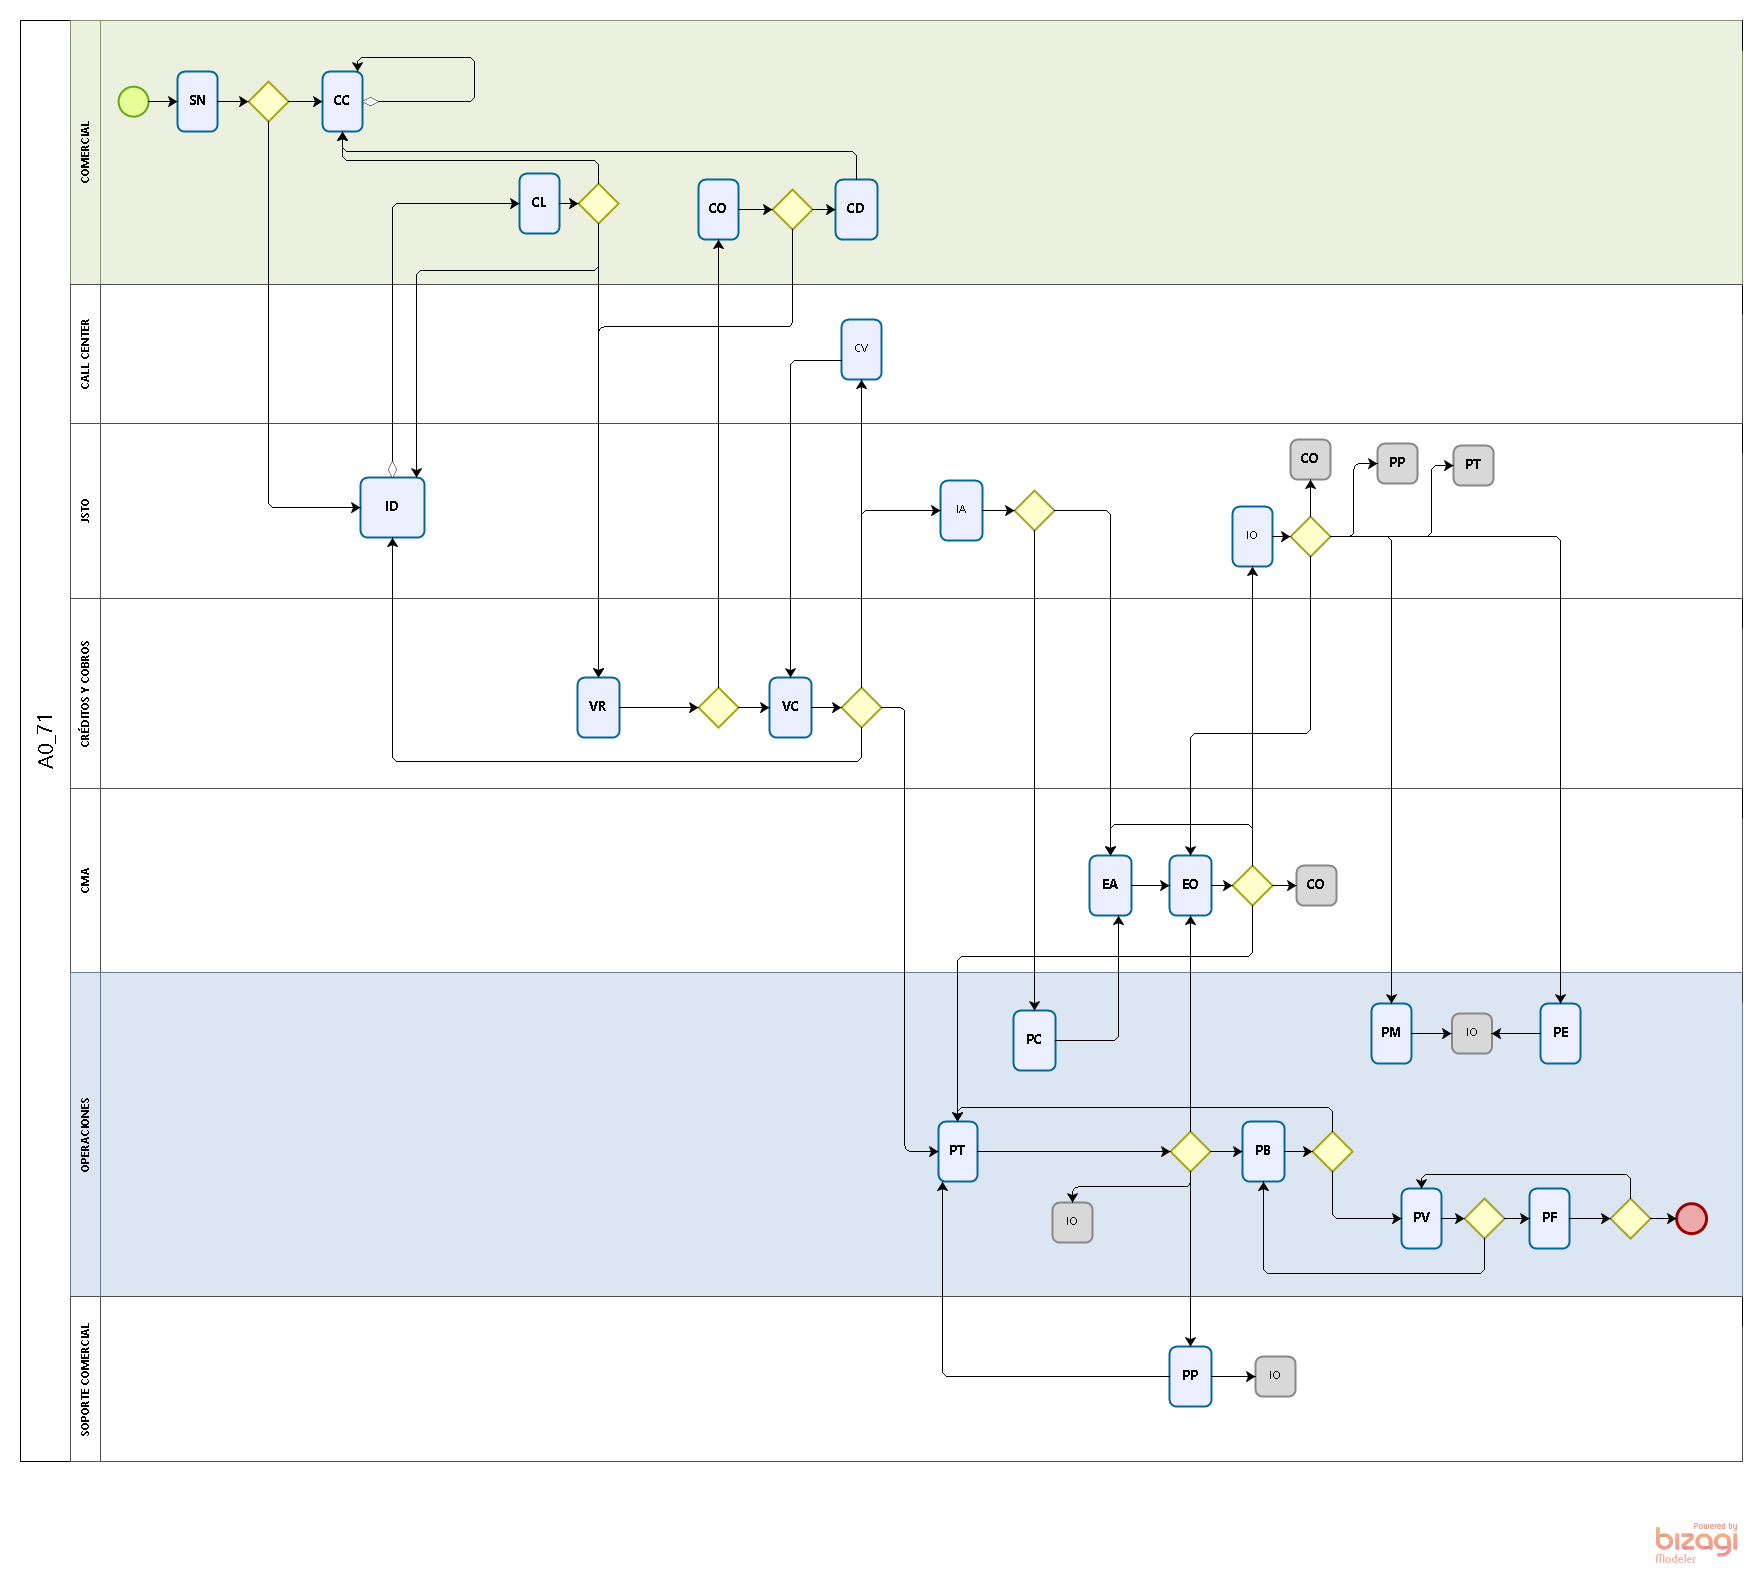 A0_71
COMERCIAL
SN
CC
CL
CO
CD
CALL CENTER
CV
JSTO
ID
IA
IO
CO
PP
PT
CRÉDITOS Y COBROS
VR
VC
CMA
EA
EO
CO
OPERACIONES
PC
PM
IO
PE
PT
PB
IO
PV
PF
SOPORTE COMERCIAL
PP
IO
Powered by
bizagi
Modeler